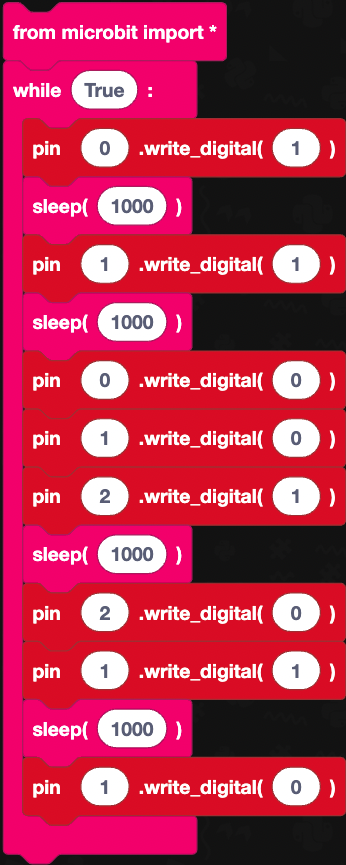 from microbit import *
while True :
pin 0 .write_digital( 1 )
sleep( 1000 )
pin 1 .write_digital( 1 )
sleep( 1000 )
pin 0 .write_digital( 0 )
pin 1 .write_digital( 0 )
pin 2 .write_digital( 1 )
sleep( 1000 )
pin 2 .write_digital( 0 )
pin 1 .write_digital( 1 )
sleep( 1000 )
pin 1 .write_digital( 0 )